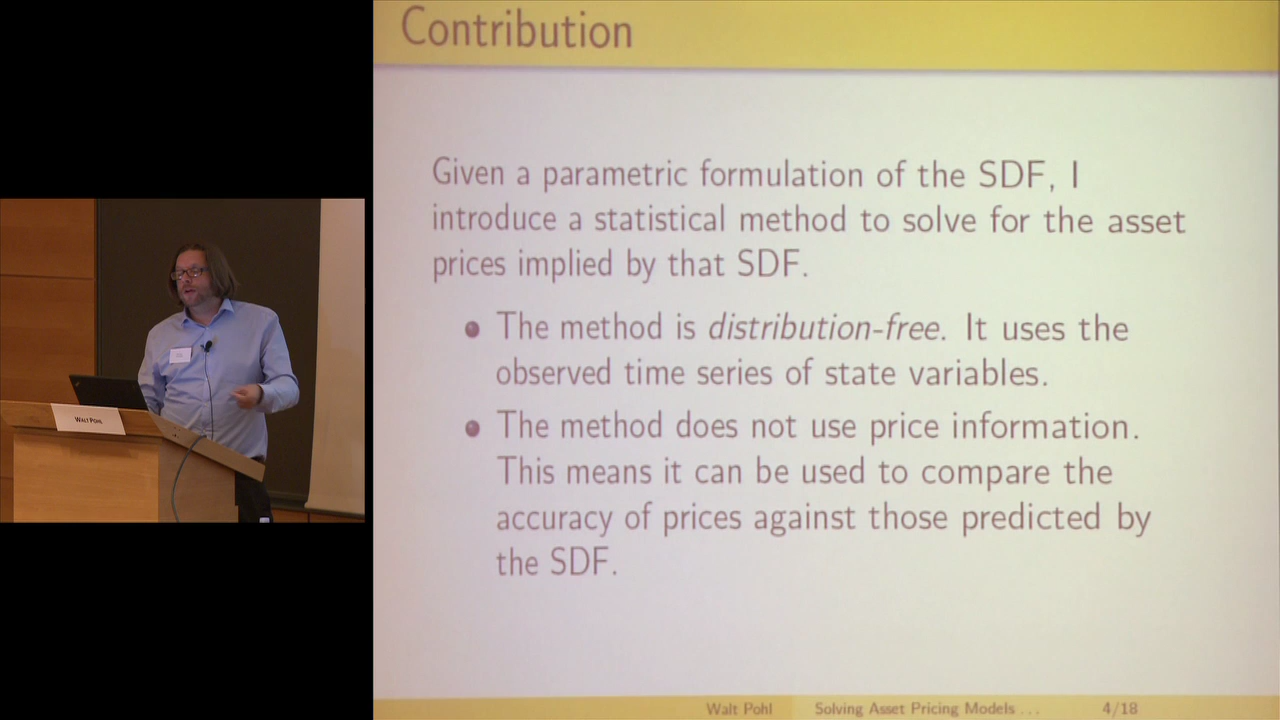 Contribution
Given a parametric formulation of the SDF, I
introduce a statistical method to solve for the asset
prices implied by that SDF.
The method is distribution-free. It uses the
observed time series of state variables.
The method does not use price information.
This means it can be used to compare the
accuracy of prices against those predicted by
the SDF.
Walt Pohl Solving Asset Pricing Models ... 4/18
WALT POHL